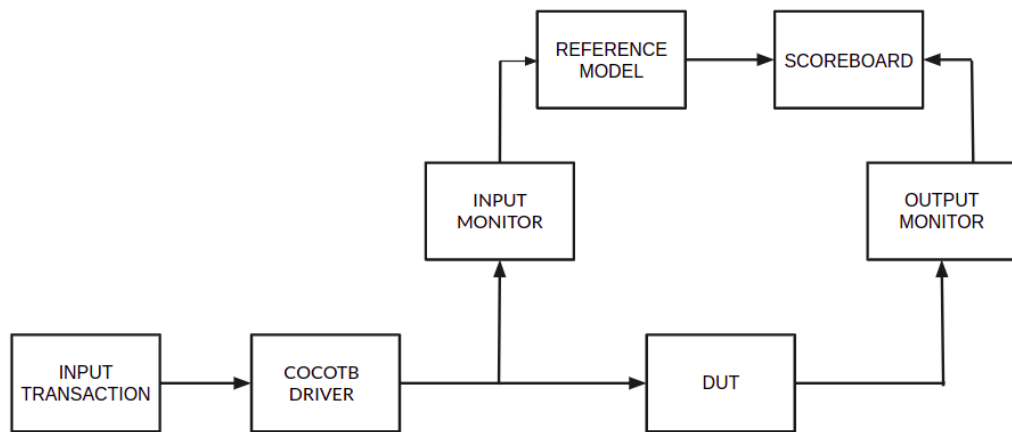 REFERENCE
MODEL
SCOREBOARD
INPUT
MONITOR
OUTPUT
MONITOR
INPUT
TRANSACTION
COCOTB
DRIVER
DUT